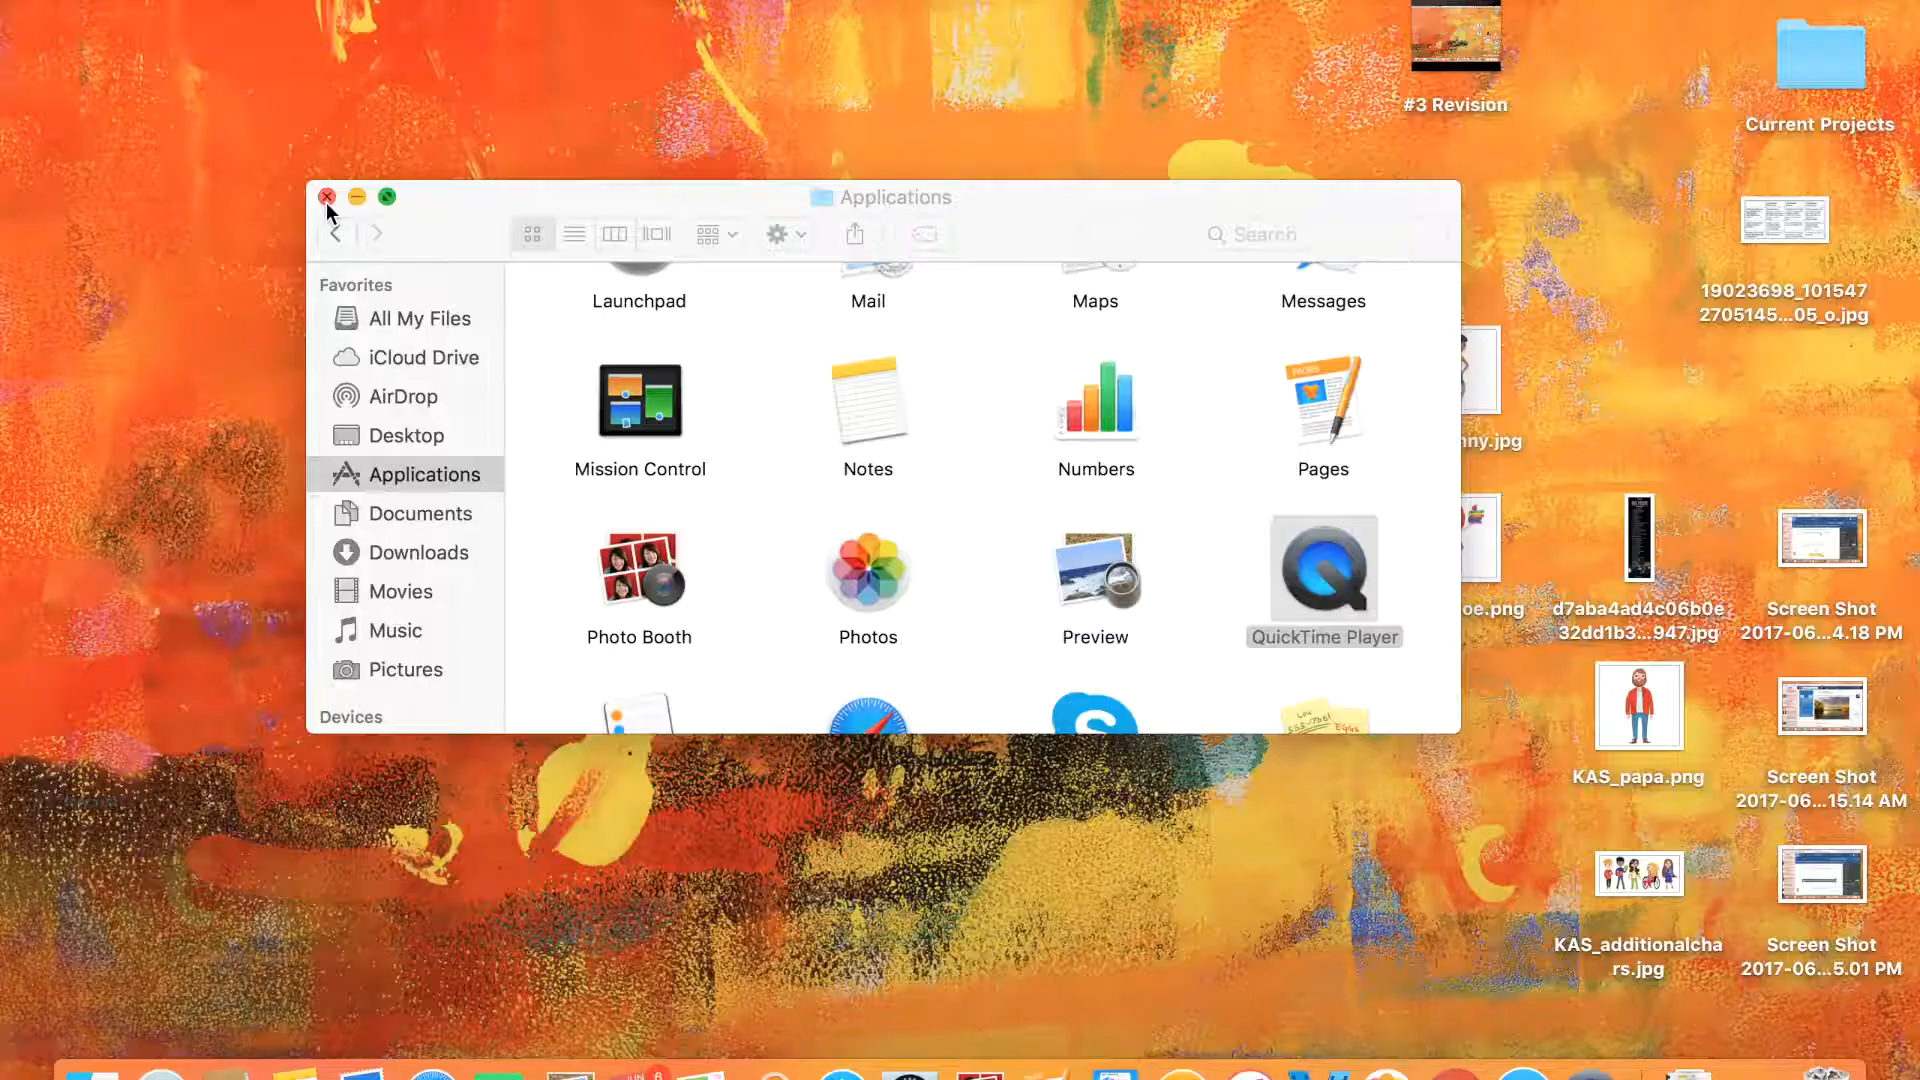 #3 Revision
Current Projects
Applications
Search
Favorites
All My Files
iCloud Drive
AirDrop
Desktop
Applications
Documents
Downloads
Movies
Music
Pictures
Devices
Launchpad
Mail
Maps
Messages
Mission Control
Notes
PAGES
Numbers
Pages
Photo Booth
Photos
Preview
QuickTime Player
EGGS
19023698_101547
2705145...05_o.jpg
nny.jpg
oe.png
d7aba4ad4c06b0e
32dd1b3...947.jpg
Screen Shot
2017-06...4.18 PM
KAS_papa.png
Screen Shot
2017-06...15.14 AM
KAS_additionalcha
rs.jpg
Screen Shot
2017-06...5.01 PM
6